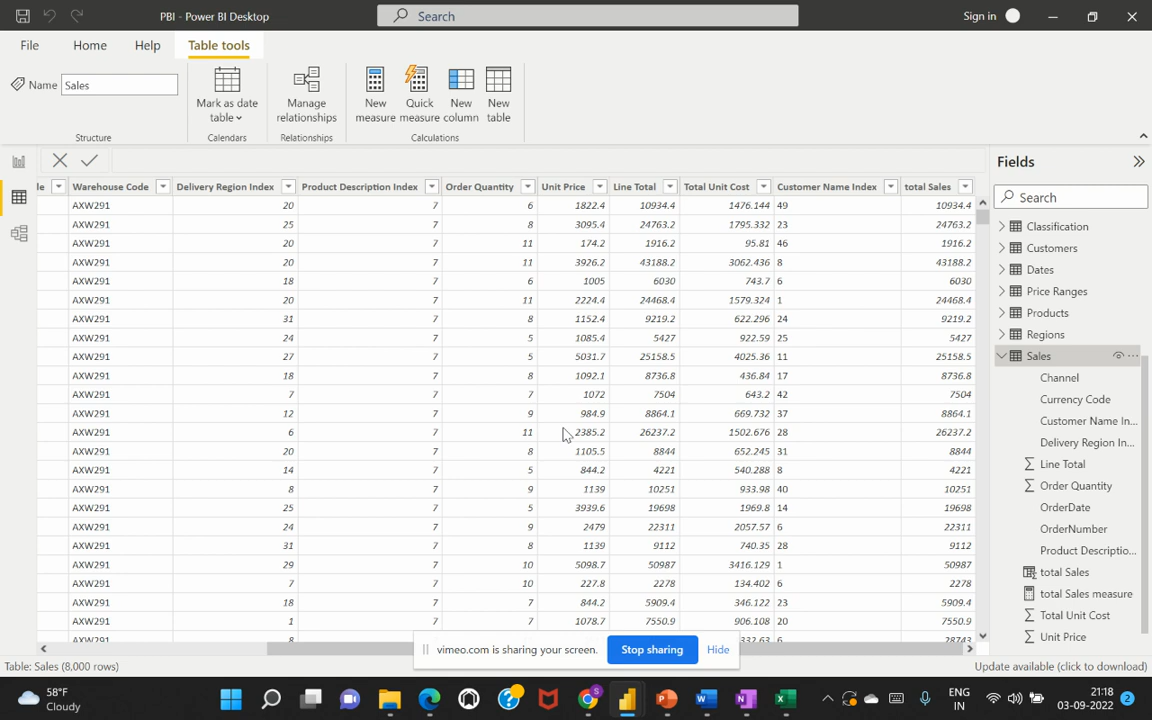 PBI - Power BI Desktop
Search
Sign in
File
Home
Help
Table tools
Name
Sales
Mark as date
table
Manage
relationships
New
measure
Quick
measure
New
column
New
table
Structure
Calendars
Relationships
Calculations
Fields
Search
le Warehouse Code Delivery Region Index Product Description Index Order Quantity Unit Price Line Total Total Unit Cost Customer Name Index total Sales
AXW291 20 7 6 1822.4 10934.4 1476.144 49 10934.4
AXW291 25 7 8 3095.4 24763.2 1795.332 23 24763.2
AXW291 20 7 11 174.2 1916.2 95.81 46 1916.2
AXW291 20 7 11 3926.2 43188.2 3062.436 8 43188.2
AXW291 18 7 6 1005 6030 743.7 6 6030
AXW291 20 7 11 2224.4 24468.4 1579.324 1 24468.4
AXW291 31 7 8 1152.4 9219.2 622.296 24 9219.2
AXW291 25 7 5 1085.4 5427 922.59 25 5427
AXW291 27 7 5 5031.7 25158.5 4025.36 11 25158.5
AXW291 18 7 8 1092.1 8736.8 436.84 17 8736.8
AXW291 7 7 7 1072 7504 643.2 42 7504
AXW291 12 7 9 984.9 8864.1 669.732 37 8864.1
AXW291 6 7 11 2385.2 26237.2 1502.676 28 26237.2
AXW291 20 7 8 1105.5 8844 652.245 31 8844
AXW291 14 7 5 844.2 4221 540.288 8 4221
AXW291 8 7 9 1139 10251 933.98 40 10251
AXW291 25 7 5 3939.6 19698 1969.8 14 19698
AXW291 24 7 9 2479 22311 2057.57 6 22311
AXW291 31 7 8 1139 9112 740.35 28 9112
AXW291 29 7 10 5098.7 50987 3416.129 1 50987
AXW291 7 7 10 227.8 2278 134.402 6 2278
AXW291 18 7 7 844.2 5909.4 346.122 23 5909.4
AXW291 1 7 7 1078.7 7550.9 906.108 20 7550.9
AXW291 8 332.63 6 28743
Classification
Customers
Dates
Price Ranges
Products
Regions
Sales
Channel
Currency Code
Customer Name In...
Delivery Region In...
Line Total
Order Quantity
OrderDate
OrderNumber
Product Descriptio...
total Sales
total Sales measure
Total Unit Cost
Unit Price
vimeo.com is sharing your screen.
Stop sharing
Hide
Table: Sales (8,000 rows)
Update available (click to download)
58°F
Cloudy
ENG
IN
21:18
03-09-2022
2